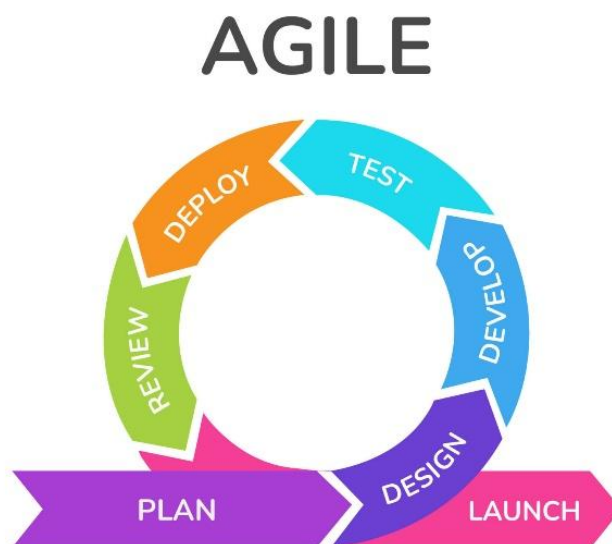 AGILE
PLAN
DESIGN
DEVELOP
TEST
DEPLOY
REVIEW
LAUNCH